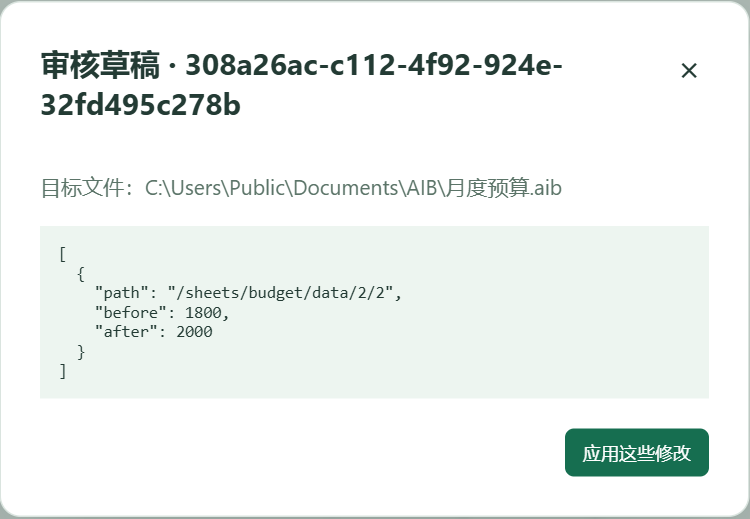 审核草稿 · 308a26ac-c112-4f92-924e-
32fd495c278b
目标文件：C:\Users\Public\Documents\AIB\月度预算.aib
[
  {
    "path": "/sheets/budget/data/2/2",
    "before": 1800,
    "after": 2000
  }
]
应用这些修改